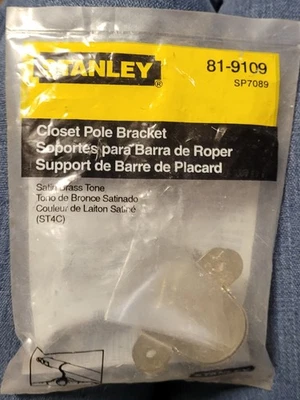 STANLEY®
81-9109
SP7089
Closet Pole Bracket
Soportes para Barra de Roper
Support de Barre de Placard
Satin Brass Tone
Tono de Bronce Satinado
Couleur de Laiton Satiné
(ST4C)